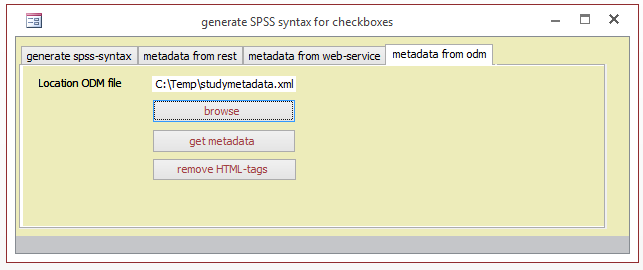 generate SPSS syntax for checkboxes
generate spss-syntax metadata from rest metadata from web-service metadata from odm
Location ODM file C:\Temp\studymetadata.xml
browse
get metadata
remove HTML-tags